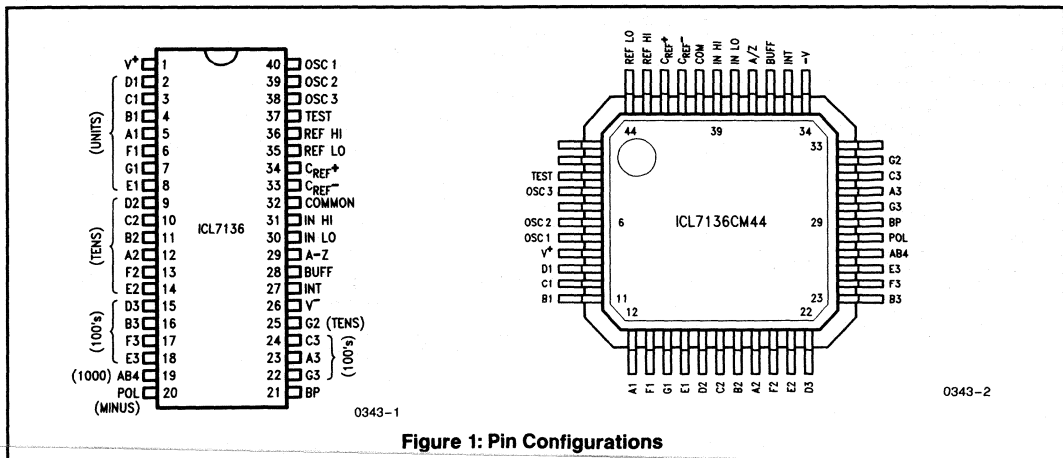 V+ 1 40 OSC 1
D1 2 39 OSC 2
C1 3 38 OSC 3
B1 4 37 TEST
A1 5 36 REF HI
F1 6 35 REF LO
G1 7 34 CREF+
E1 8 33 CREF-
(UNITS)
D2 9 32 COMMON
C2 10 31 IN HI
B2 11 30 IN LO
A2 12 29 A-Z
F2 13 28 BUFF
E2 14 27 INT
(TENS)
ICL7136
D3 15 26 V-
B3 16 25 G2 (TENS)
F3 17 24 C3
E3 18 23 A3
(100's)
(1000) AB4 19 22 G3
(100's)
POL 20 21 BP
(MINUS)
0343-1
REF LO
REF HI
CREF+
CREF-
COM
IN HI
IN LO
A/Z
BUFF
INT
-V
44 39 34
33
TEST
OSC 3
OSC 2
OSC 1
V+
D1
C1
B1
6 ICL7136CM44 29
G2
C3
A3
G3
BP
POL
AB4
E3
F3
B3
11 23
12 22
A1
F1
G1
E1
D2
C2
B2
A2
F2
E2
D3
0343-2
Figure 1: Pin Configurations